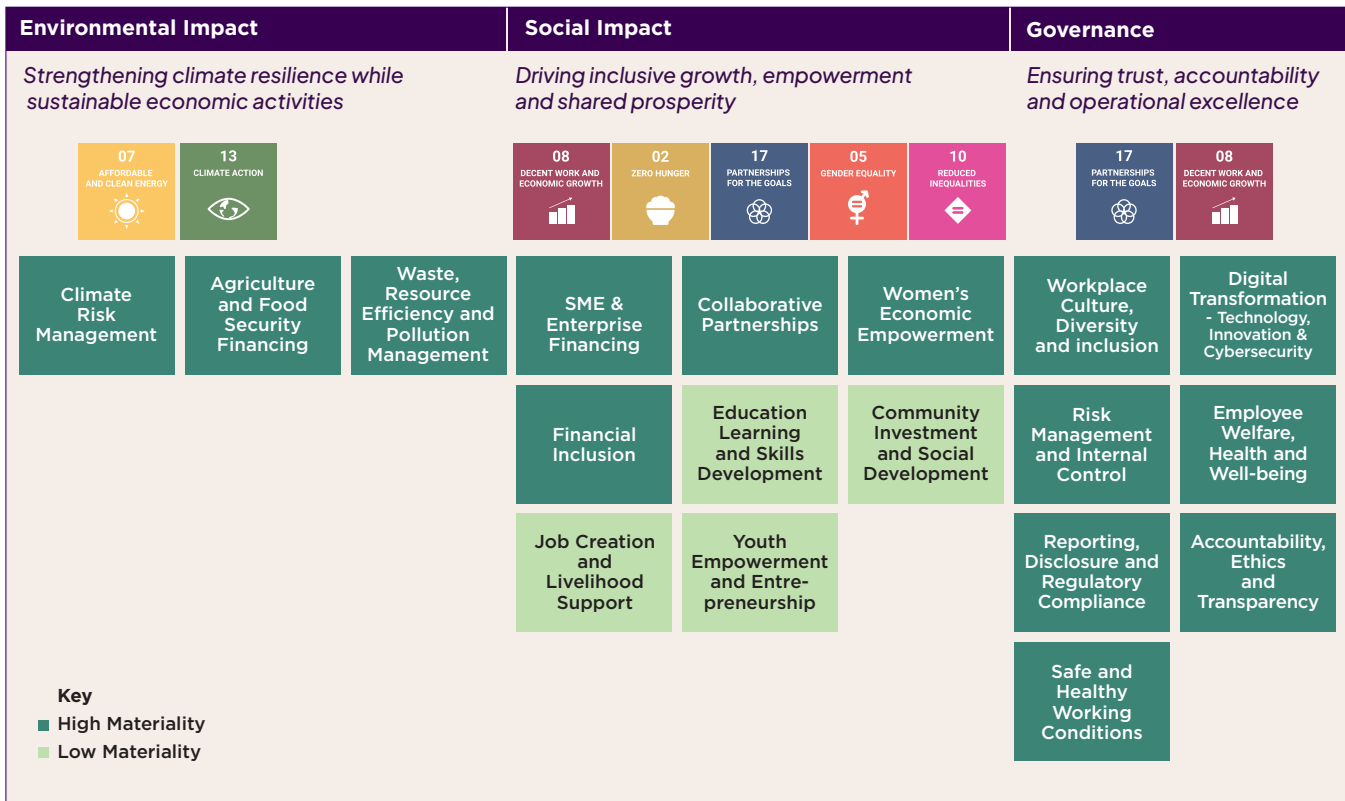 Environmental Impact
Social Impact
Governance
Strengthening climate resilience while
sustainable economic activities
Driving inclusive growth, empowerment
and shared prosperity
Ensuring trust, accountability
and operational excellence
07
AFFORDABLE
AND CLEAN ENERGY
13
CLIMATE ACTION
08
DECENT WORK AND
ECONOMIC GROWTH
02
ZERO HUNGER
17
PARTNERSHIPS
FOR THE GOALS
05
GENDER EQUALITY
10
REDUCED
INEQUALITIES
17
PARTNERSHIPS
FOR THE GOALS
08
DECENT WORK AND
ECONOMIC GROWTH
Climate
Risk
Management
Agriculture
and Food
Security
Financing
Waste,
Resource
Efficiency and
Pollution
Management
SME &
Enterprise
Financing
Collaborative
Partnerships
Women's
Economic
Empowerment
Workplace
Culture,
Diversity
and inclusion
Digital
Transformation
- Technology,
Innovation &
Cybersecurity
Financial
Inclusion
Education
Learning
and Skills
Development
Community
Investment
and Social
Development
Risk
Management
and Internal
Control
Employee
Welfare,
Health and
Well-being
Job Creation
and
Livelihood
Support
Youth
Empowerment
and Entre-
preneurship
Reporting,
Disclosure and
Regulatory
Compliance
Accountability,
Ethics
and
Transparency
Safe and
Healthy
Working
Conditions
Key
High Materiality
Low Materiality